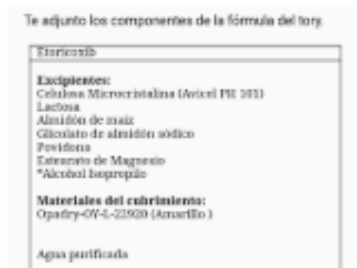 Te adjunto los componentes de la fórmula del tory.
Etoricoxib
Excipientes:
Celulosa Microcristalina (Avicel PH 101)
Lactosa
Almidón de maíz
Glicolato de almidón sódico
Povidona
Estearato de Magnesio
*Alcohol Isopropilo
Materiales del cubrimiento:
Opadry-OY-L-22920 (Amarillo )
Agua purificada